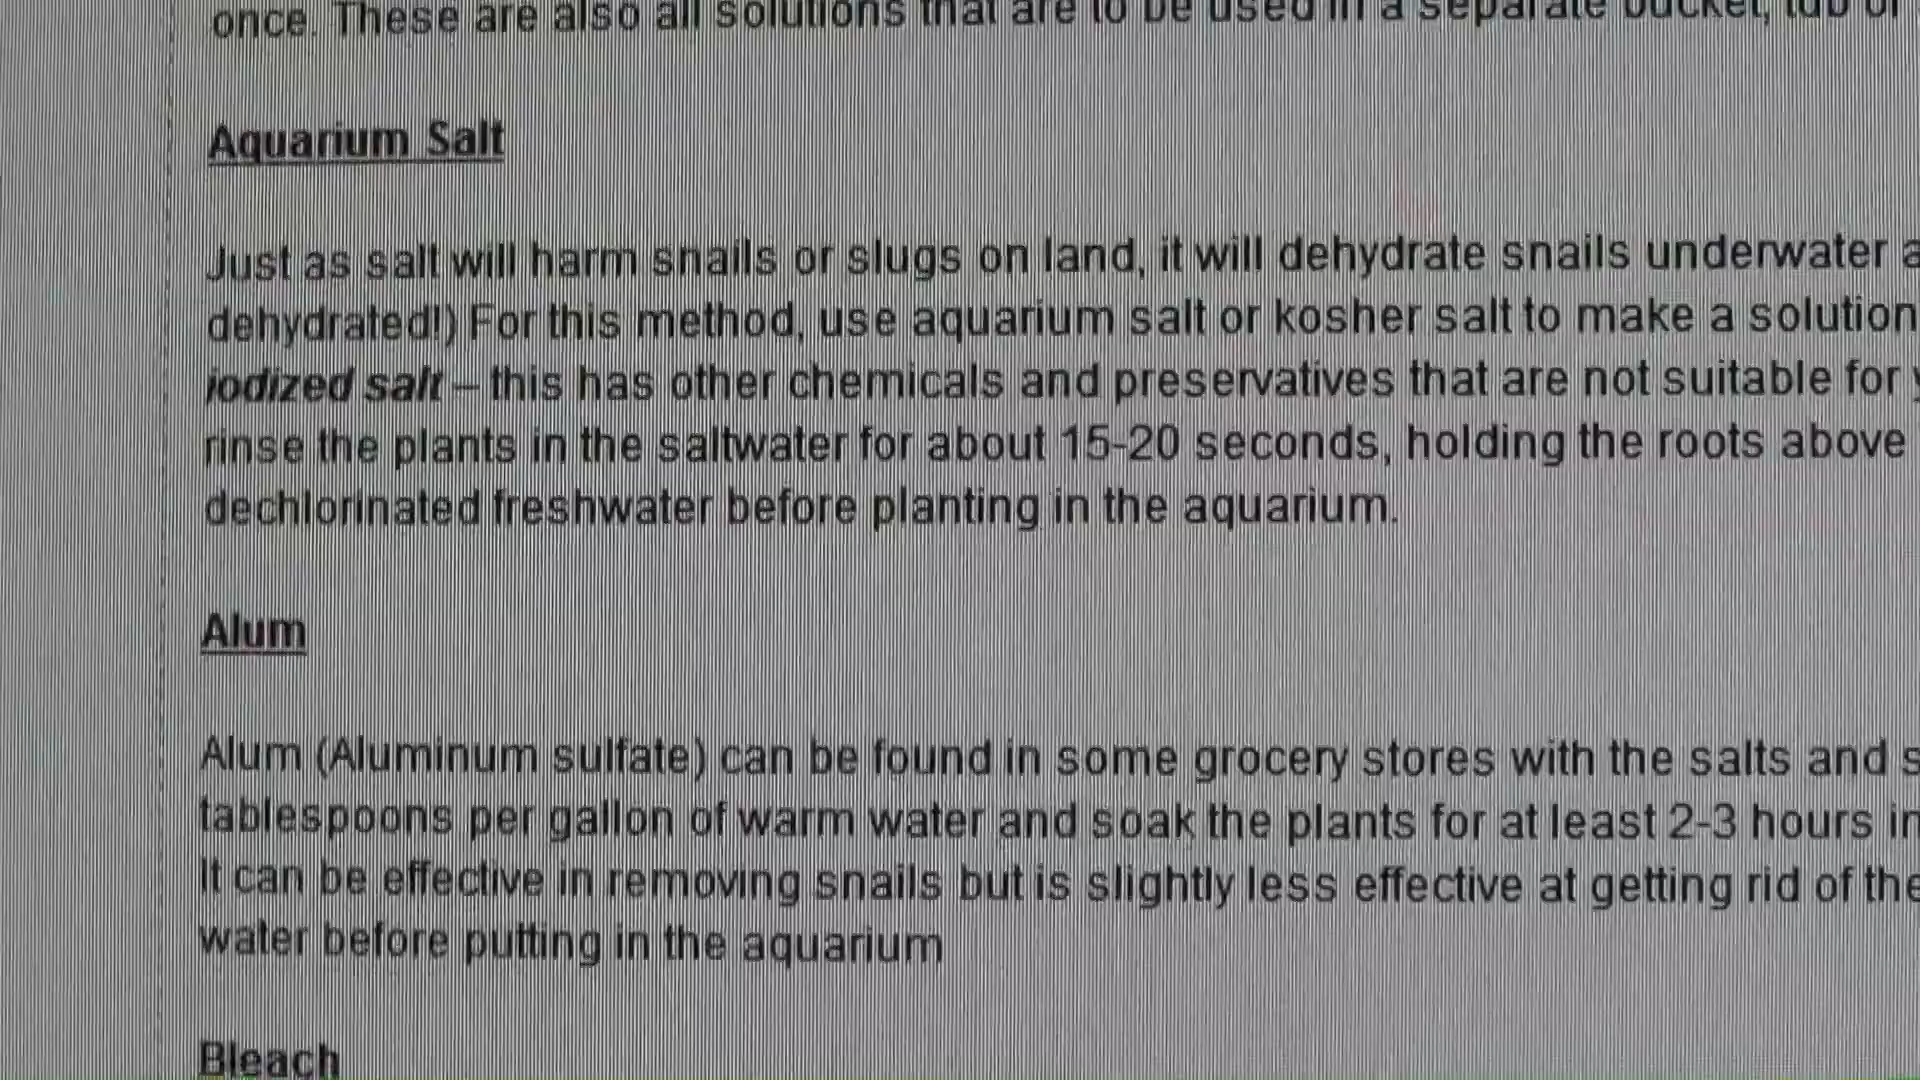 once. These are also all solutions that are to be used in a separate bucket, tub or
Aquarium Salt
Just as salt will harm snails or slugs on land, it will dehydrate snails underwater
dehydrated!) For this method, use aquarium salt or kosher salt to make a solution
iodized salt – this has other chemicals and preservatives that are not suitable for
rinse the plants in the saltwater for about 15-20 seconds, holding the roots above
dechlorinated freshwater before planting in the aquarium.
Alum
Alum (Aluminum sulfate) can be found in some grocery stores with the salts and
tablespoons per gallon of warm water and soak the plants for at least 2-3 hours in
It can be effective in removing snails but is slightly less effective at getting rid of the
water before putting in the aquarium
Bleach